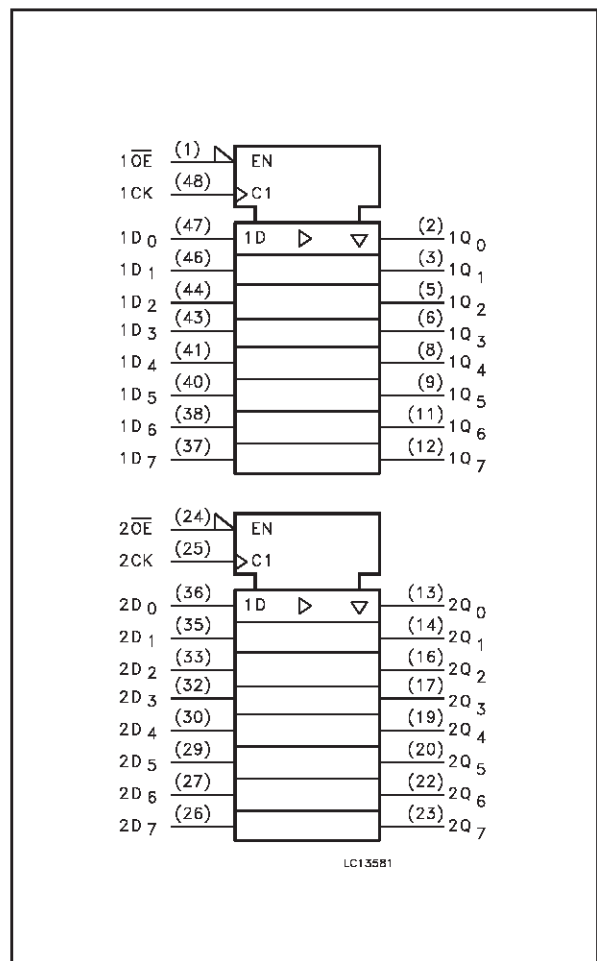 1OE (1) EN
1CK (48) C1
1D0 (47) 1D (2) 1Q0
1D1 (46) (3) 1Q1
1D2 (44) (5) 1Q2
1D3 (43) (6) 1Q3
1D4 (41) (8) 1Q4
1D5 (40) (9) 1Q5
1D6 (38) (11) 1Q6
1D7 (37) (12) 1Q7
2OE (24) EN
2CK (25) C1
2D0 (36) 1D (13) 2Q0
2D1 (35) (14) 2Q1
2D2 (33) (16) 2Q2
2D3 (32) (17) 2Q3
2D4 (30) (19) 2Q4
2D5 (29) (20) 2Q5
2D6 (27) (22) 2Q6
2D7 (26) (23) 2Q7
LC13581